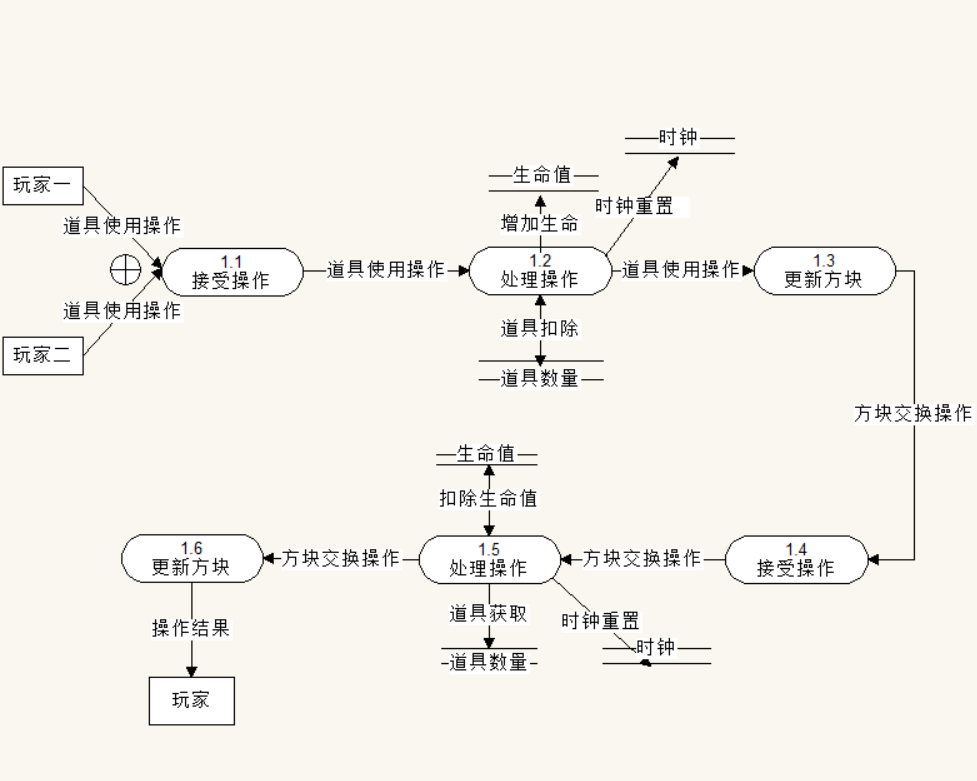 时钟
生命值
玩家一
时钟重置
道具使用操作
增加生命
1.1
接受操作
道具使用操作
1.2
处理操作
道具使用操作
1.3
更新方块
道具使用操作
道具扣除
玩家二
道具数量
方块交换操作
生命值
扣除生命值
1.6
更新方块
方块交换操作
1.5
处理操作
方块交换操作
1.4
接受操作
道具获取
时钟重置
操作结果
时钟
道具数量
玩家